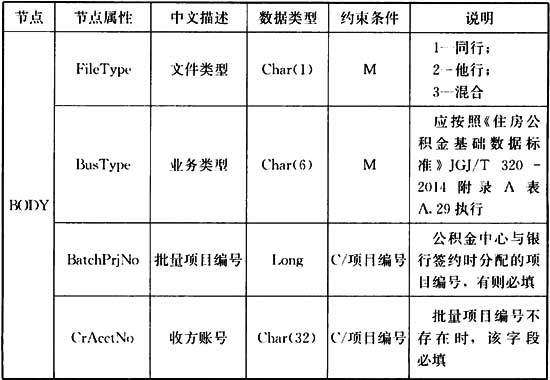 节点 节点属性 中文描述 数据类型 约束条件 说明
BODY
FileType 文件类型 Char(1) M
1—同行；
2—他行；
3—混合
BusType 业务类型 Char(6) M
应按照《住房公
积金基础数据标
准》JGJ/T 320－
2014 附录 A 表
A.29 执行
BatchPrjNo 批量项目编号 Long C/项目编号
公积金中心与银
行签约时分配的项
目编号，有则必填
CrAcctNo 收方账号 Char(32) C/项目编号
批量项目编号不
存在时，该字段
必填